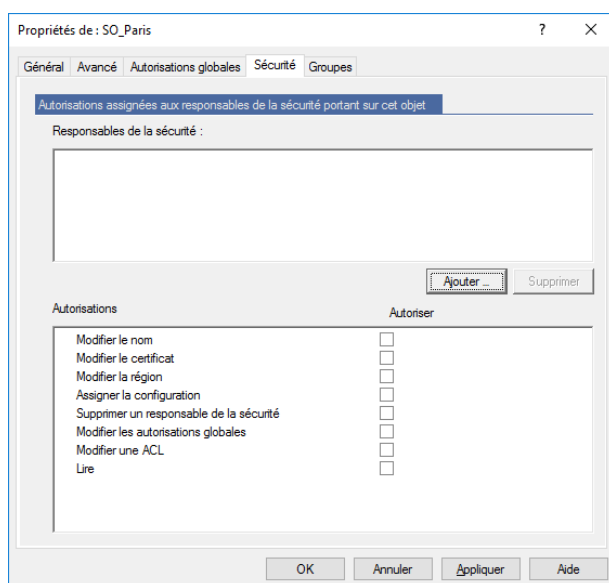 Propriétés de : SO_Paris ? X
Général Avancé Autorisations globales Sécurité Groupes
Autorisations assignées aux responsables de la sécurité portant sur cet objet
Responsables de la sécurité :
Ajouter ... Supprimer
Autorisations Autoriser
Modifier le nom
Modifier le certificat
Modifier la région
Assigner la configuration
Supprimer un responsable de la sécurité
Modifier les autorisations globales
Modifier une ACL
Lire
OK Annuler Appliquer Aide